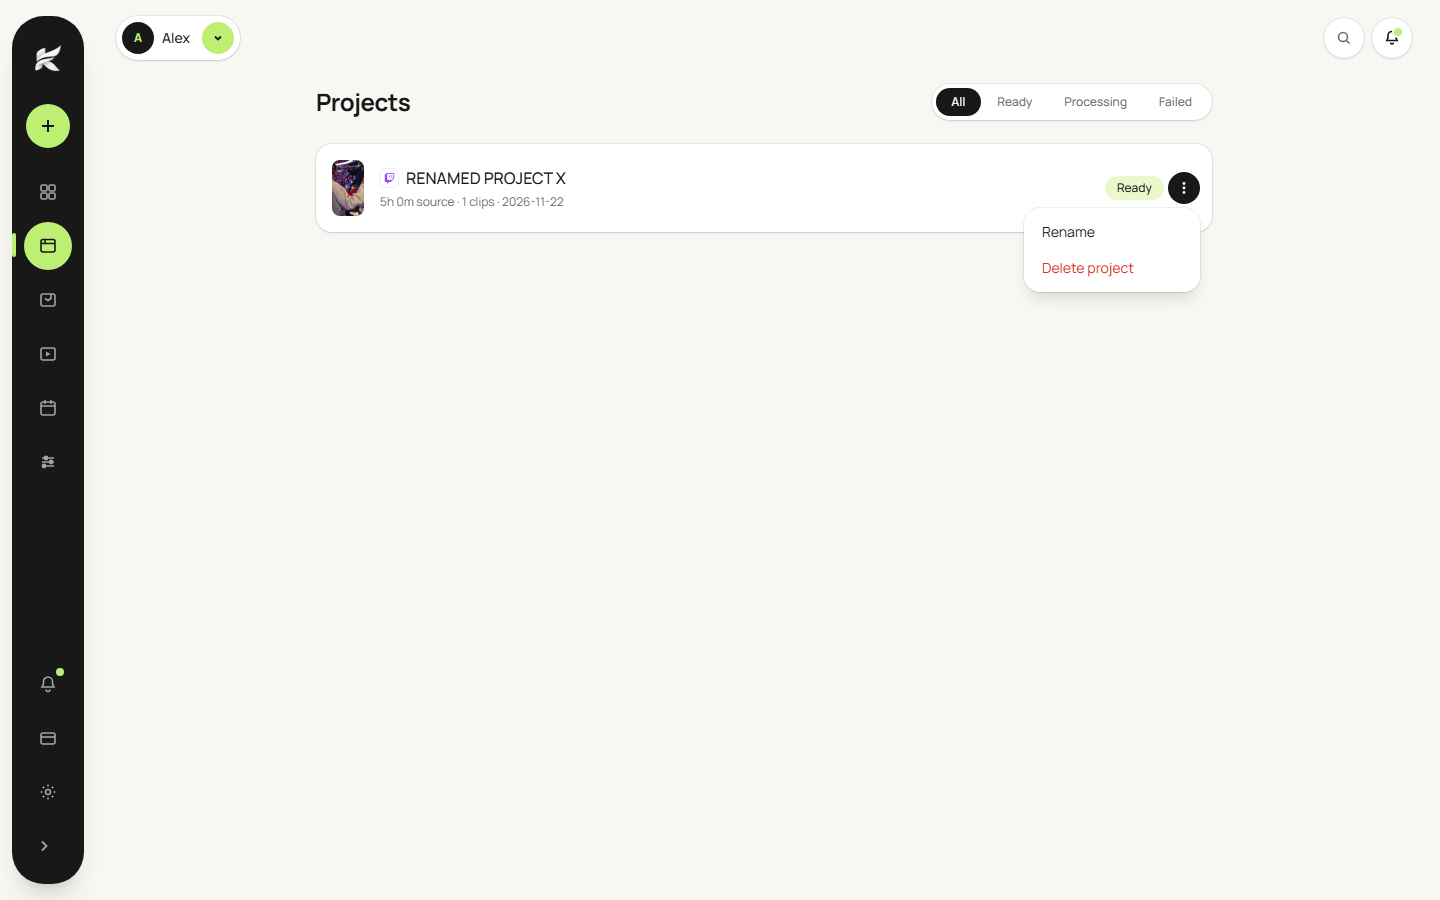 A Alex
Projects
All Ready Processing Failed
RENAMED PROJECT X
5h 0m source · 1 clips · 2026-11-22
Ready
Rename
Delete project